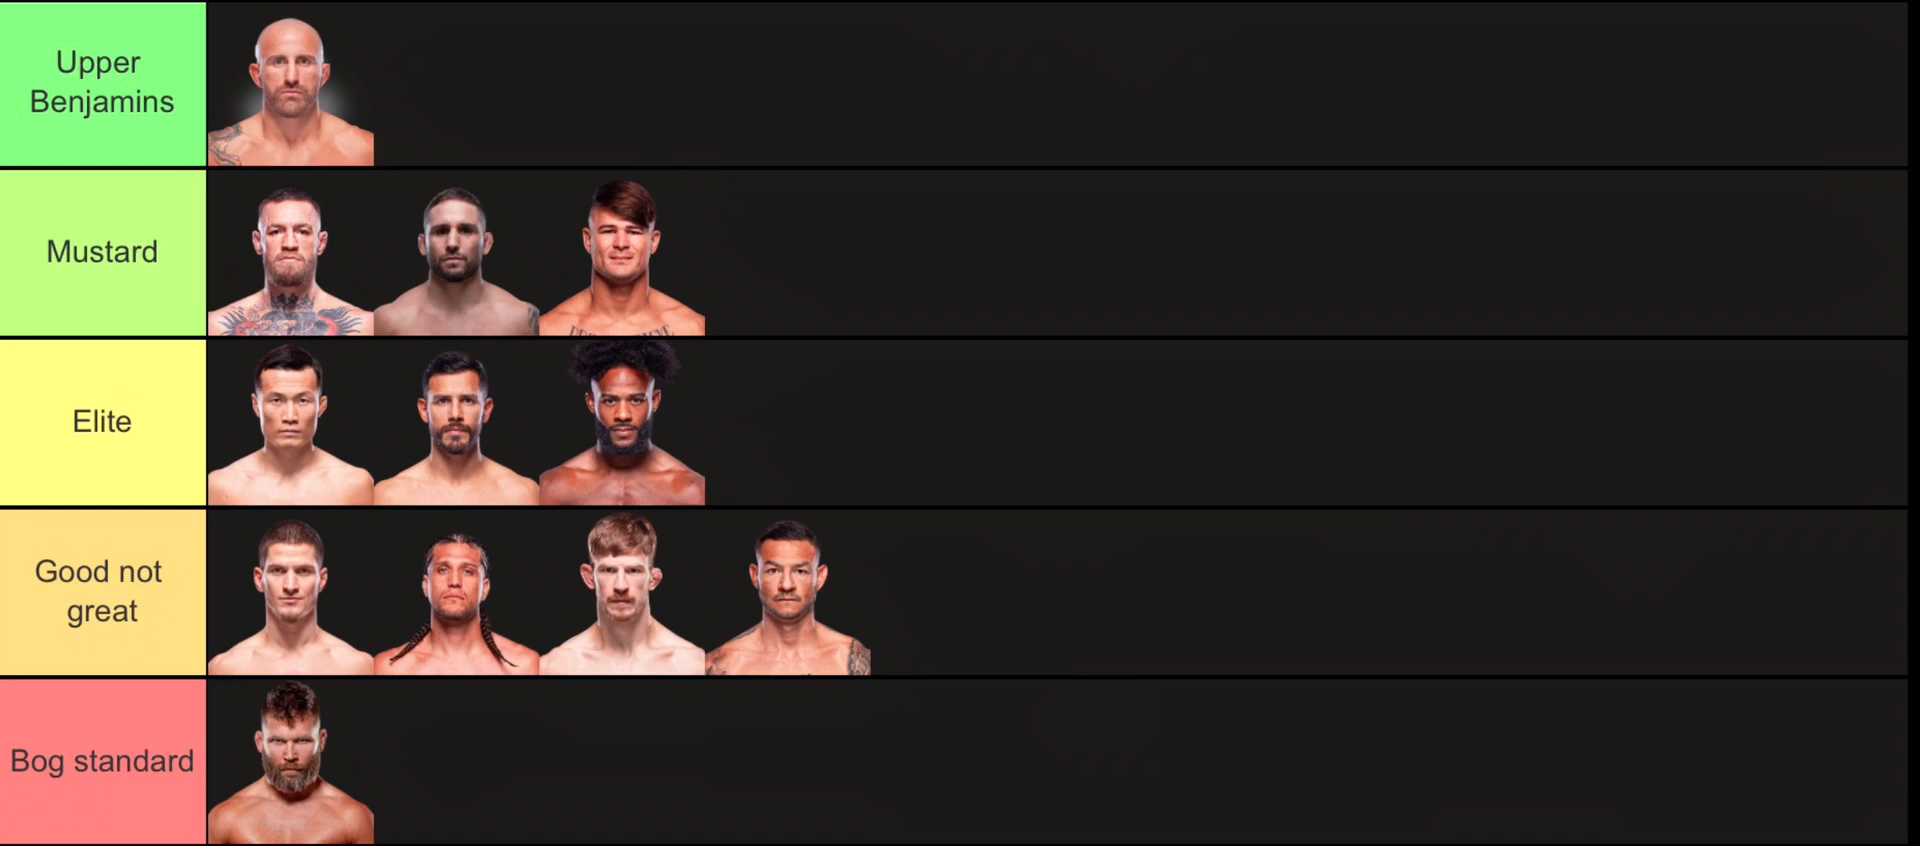 Upper
Benjamins
Mustard
Elite
Good not
great
Bog standard